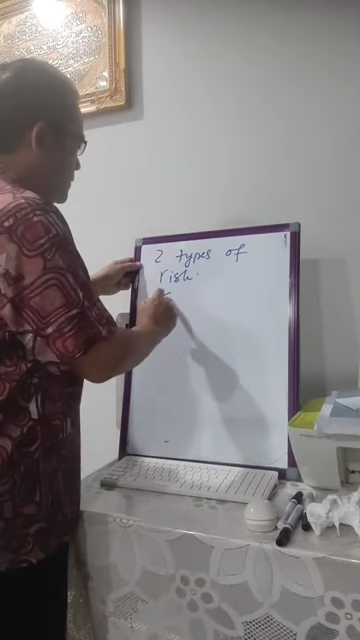 2 types of
risk.